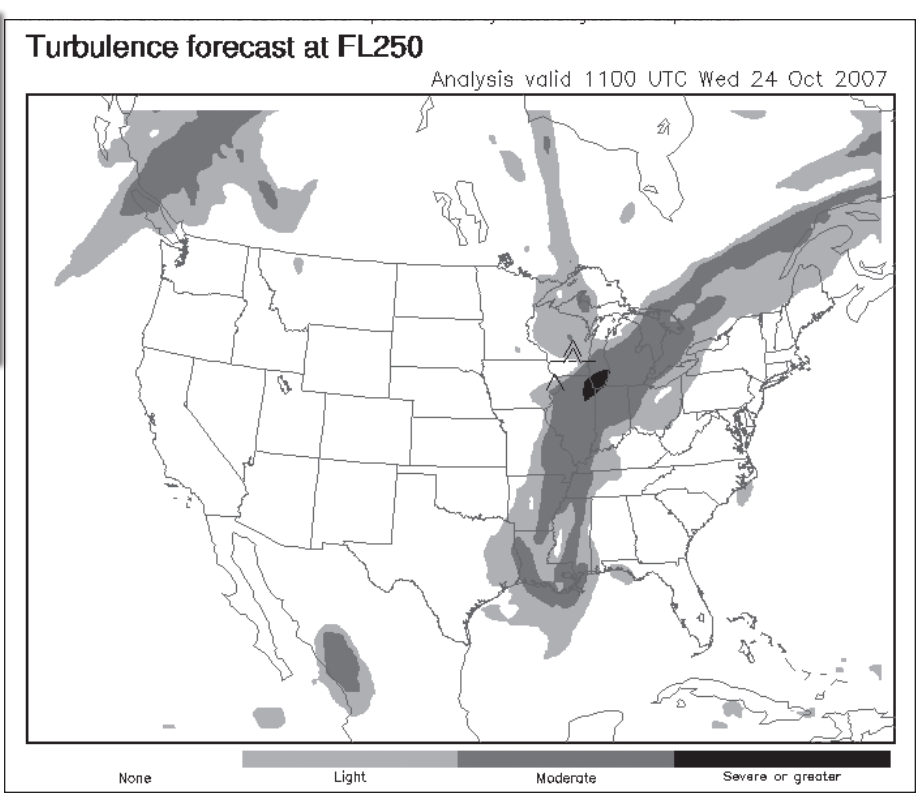 Turbulence forecast at FL250
Analysis valid 1100 UTC Wed 24 Oct 2007
None
Light
Moderate
Severe or greater